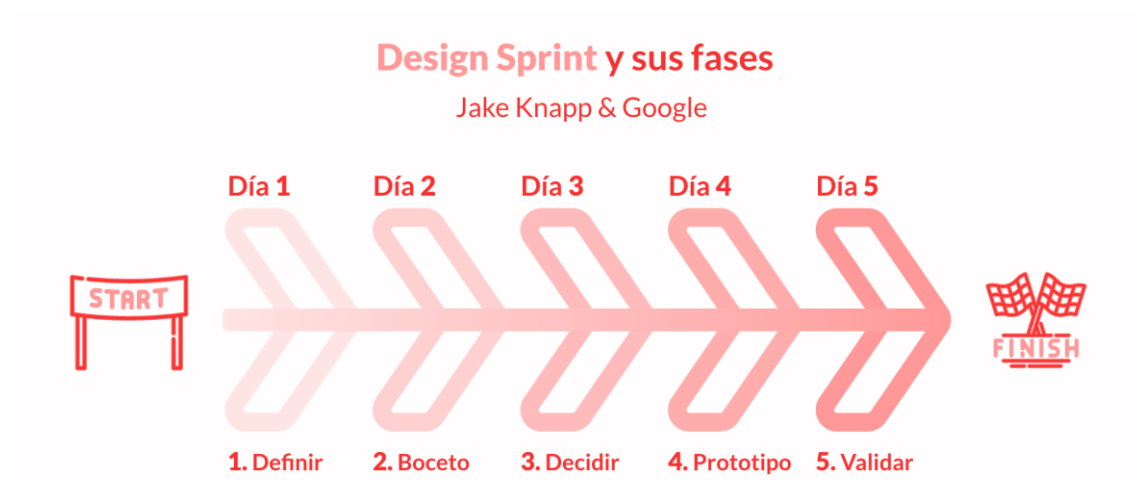 Design Sprint y sus fases
Jake Knapp & Google
Día 1
Día 2
Día 3
Día 4
Día 5
START
FINISH
1. Definir
2. Boceto
3. Decidir
4. Prototipo
5. Validar